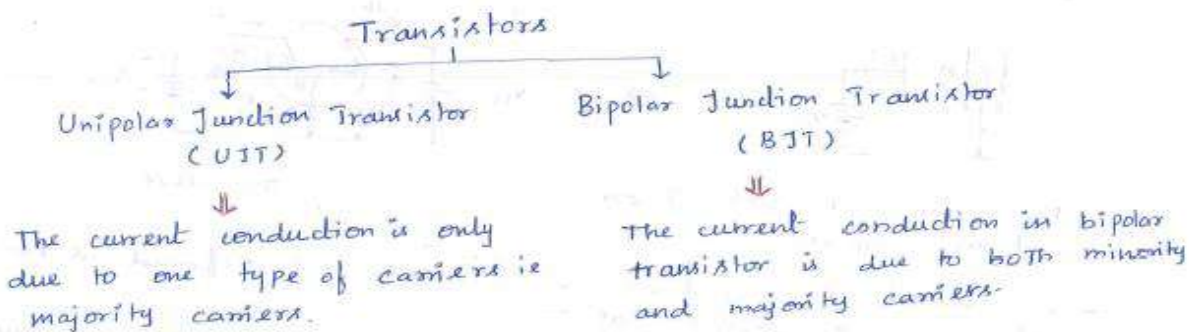 Transistors
Unipolar Junction Transistor
(UJT)
Bipolar Junction Transistor
(BJT)
The current conduction is only
due to one type of carriers ie
majority carriers.
The current conduction in bipolar
transistor is due to both minority
and majority carriers.